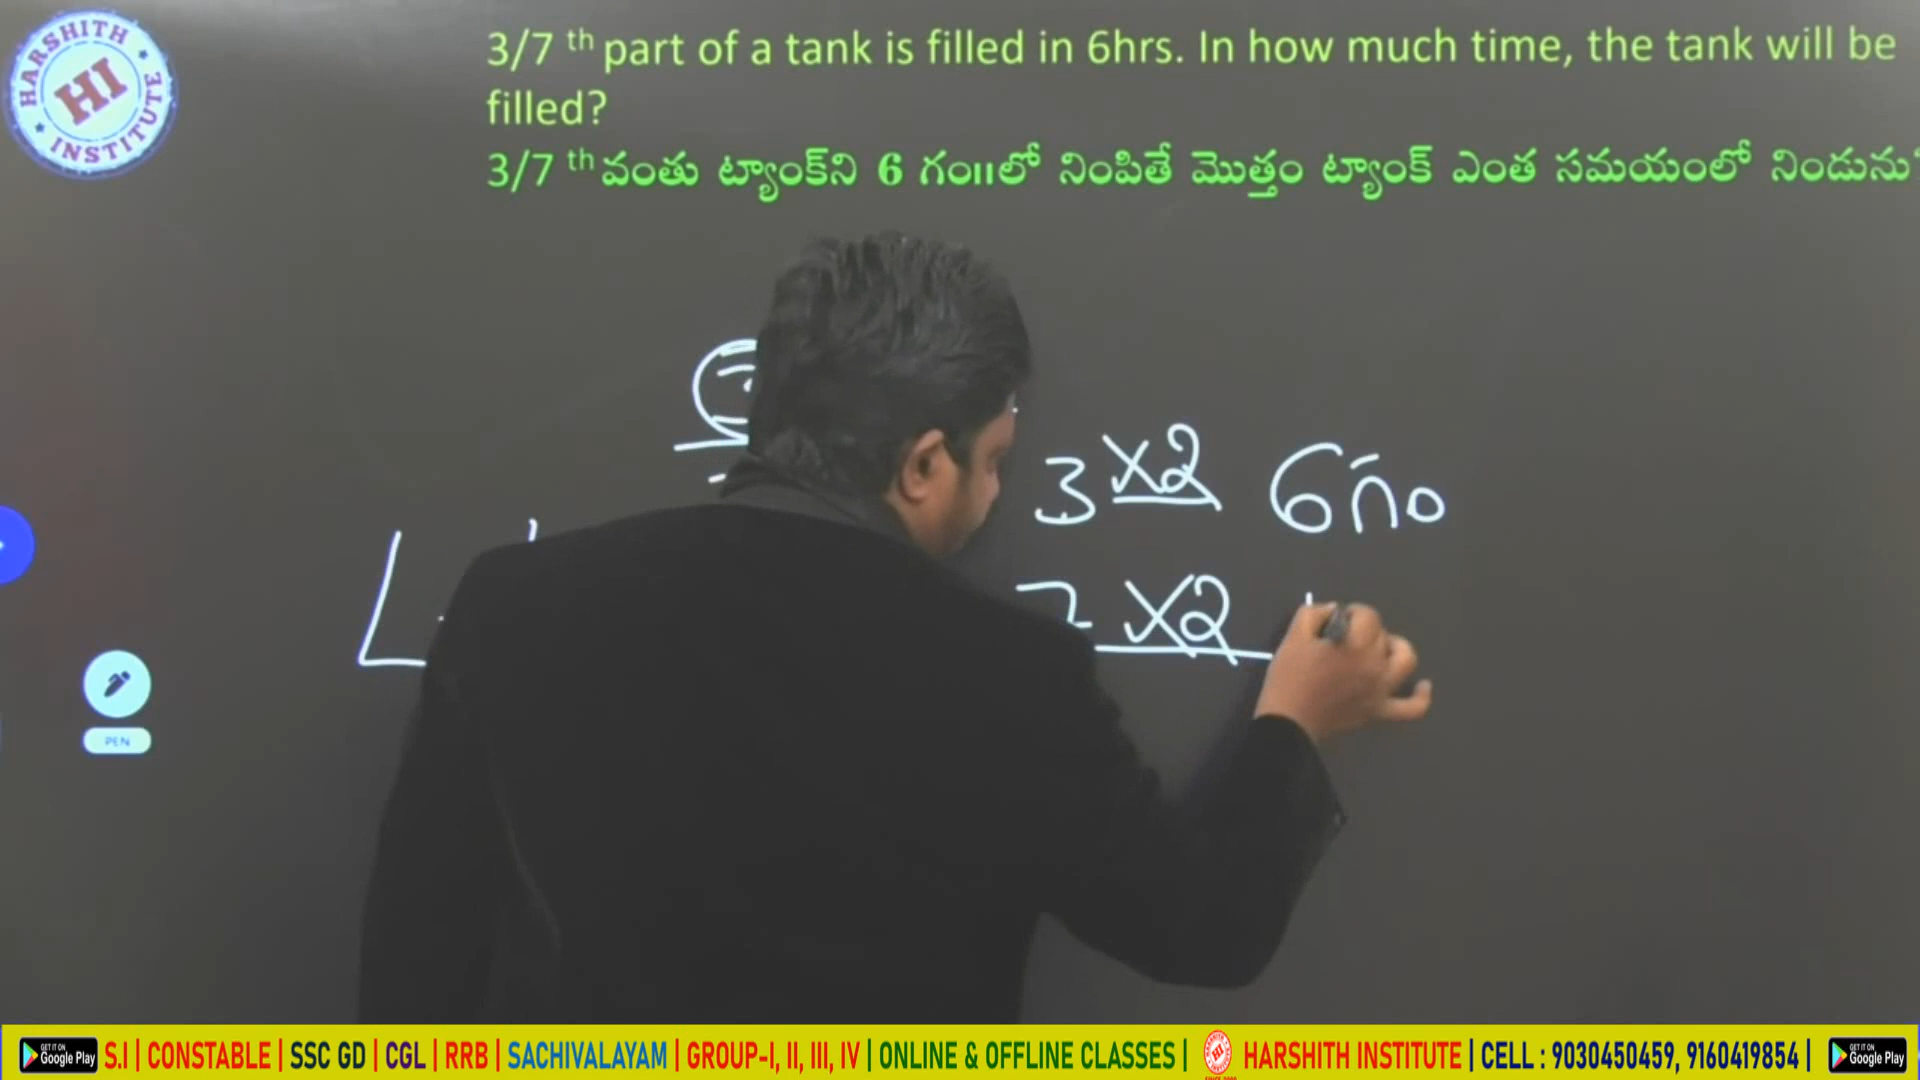 HARSHITH
HI
INSTITUTE
3/7 th part of a tank is filled in 6hrs. In how much time, the tank will be
filled?
3/7 th వంతు ట్యాంక్‌ని 6 గం॥లో నింపితే మొత్తం ట్యాంక్ ఎంత సమయంలో నిండును?
3 ×2 6గం
7 ×2
PEN
GET IT ON Google Play S.I | CONSTABLE | SSC GD | CGL | RRB | SACHIVALAYAM | GROUP-I, II, III, IV | ONLINE & OFFLINE CLASSES | HARSHITH INSTITUTE | CELL : 9030450459, 9160419854 | GET IT ON Google Play